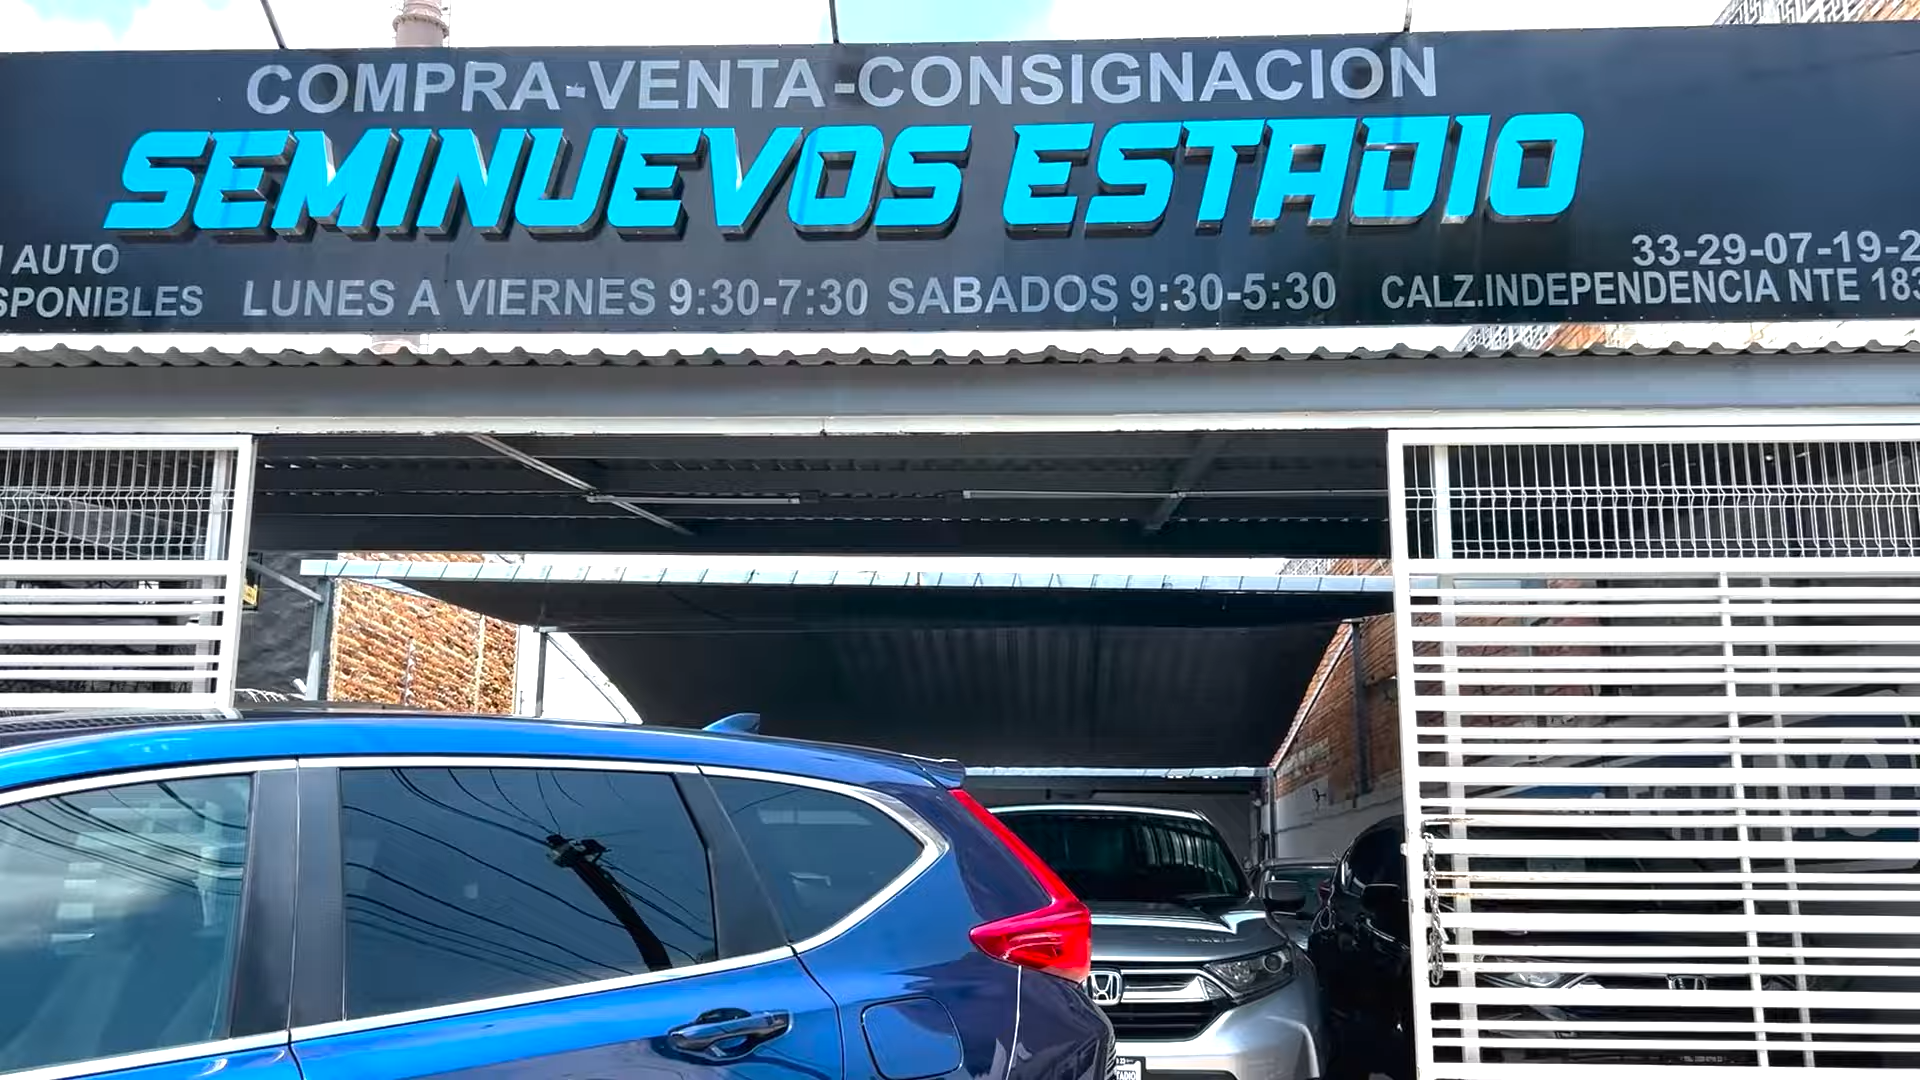 COMPRA-VENTA-CONSIGNACION
SEMINUEVOS ESTADIO
AUTO
SPONIBLES
LUNES A VIERNES 9:30-7:30 SABADOS 9:30-5:30
33-29-07-19-2
CALZ.INDEPENDENCIA NTE 183